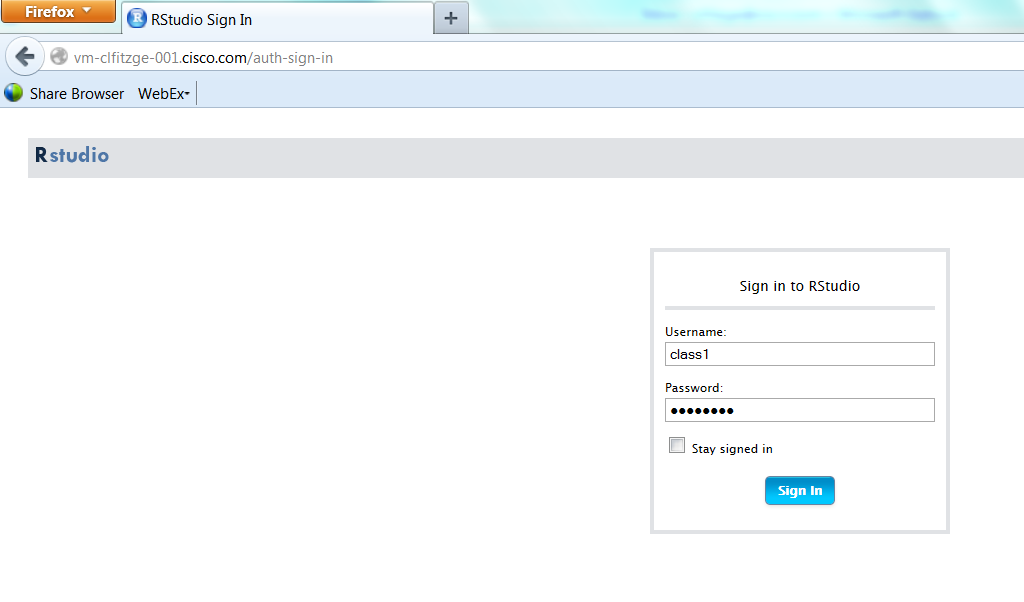 Firefox
R RStudio Sign In
+
vm-clfitzge-001.cisco.com/auth-sign-in
Share Browser WebEx
Rstudio
Sign in to RStudio
Username:
class1
Password:
••••••••
Stay signed in
Sign In